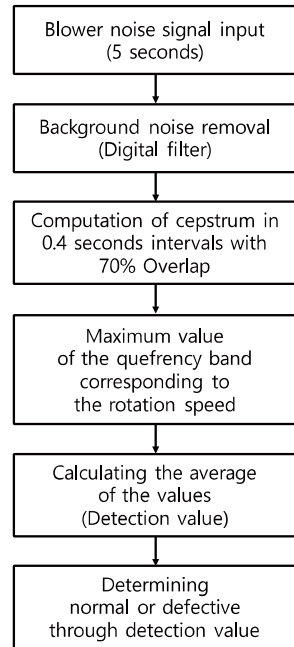 Blower noise signal input
(5 seconds)
Background noise removal
(Digital filter)
Computation of cepstrum in
0.4 seconds intervals with
70% Overlap
Maximum value
of the quefrency band
corresponding to
the rotation speed
Calculating the average
of the values
(Detection value)
Determining
normal or defective
through detection value